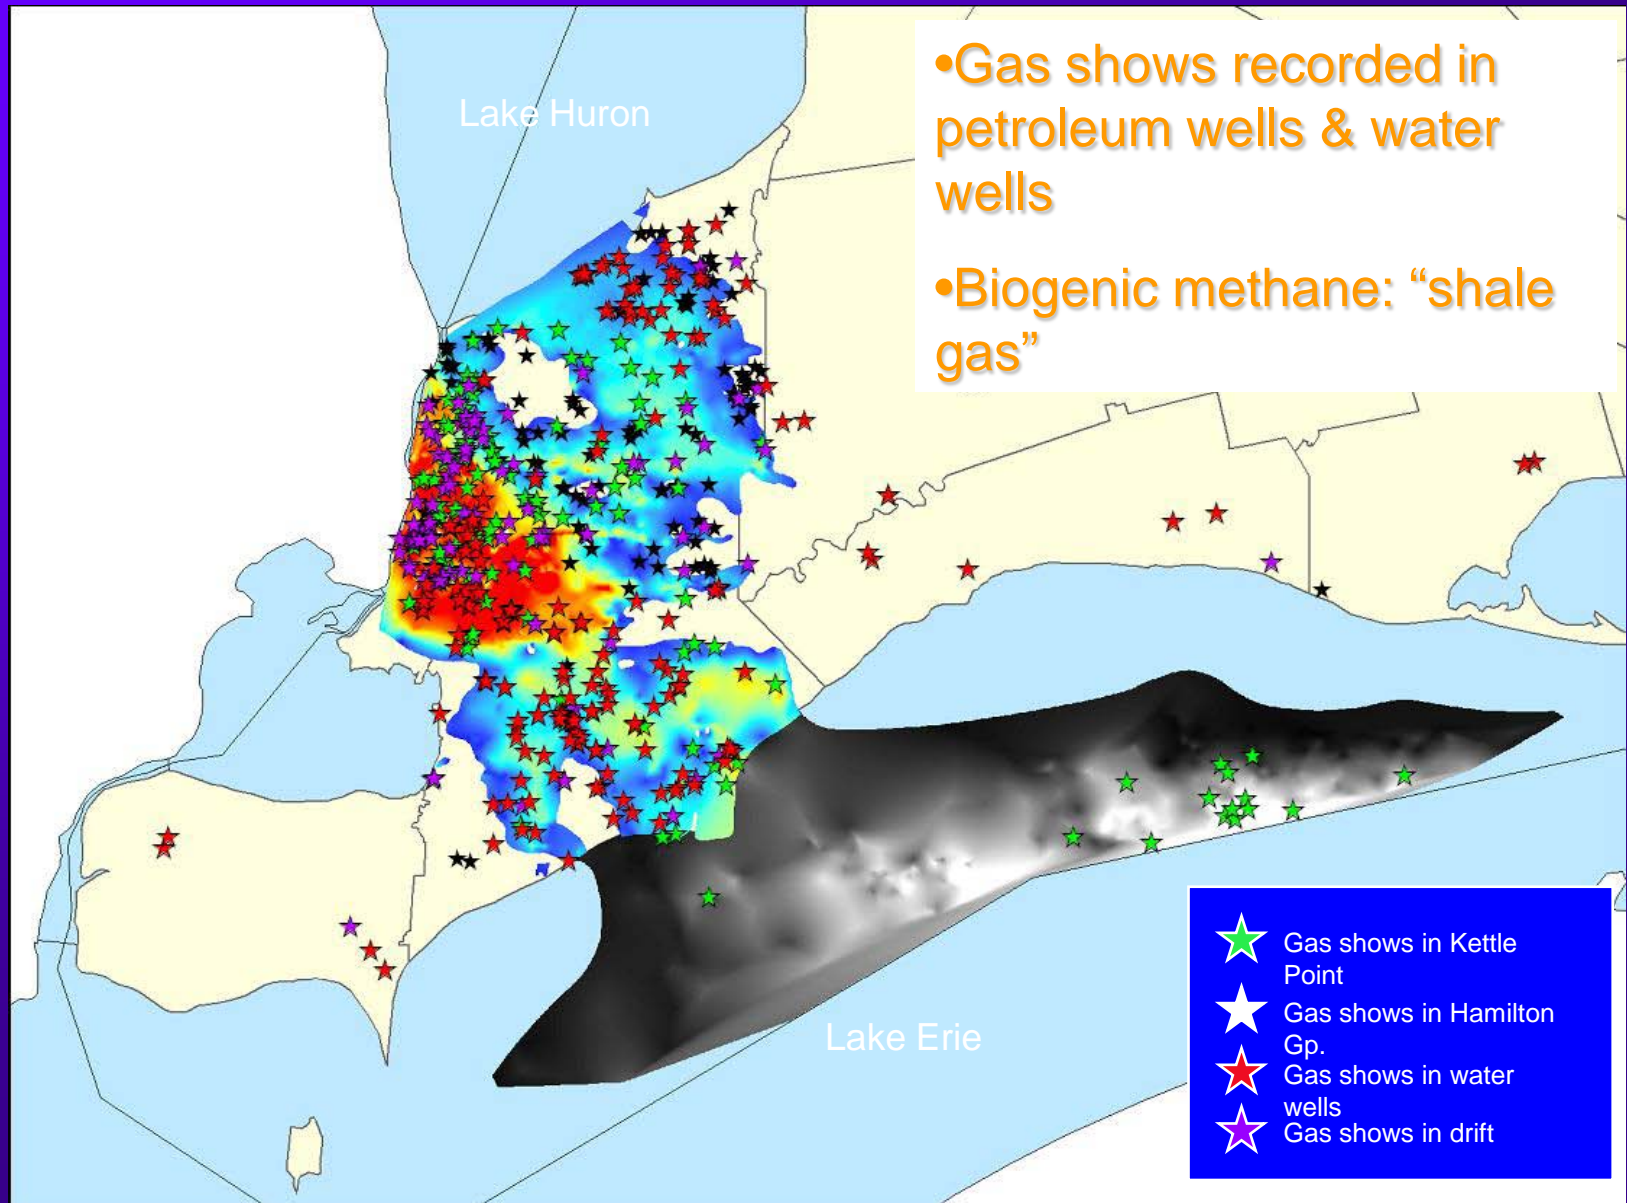 Lake Huron
•Gas shows recorded in
petroleum wells & water
wells
•Biogenic methane: “shale
gas”
Lake Erie
Gas shows in Kettle
Point
Gas shows in Hamilton
Gp.
Gas shows in water
wells
Gas shows in drift